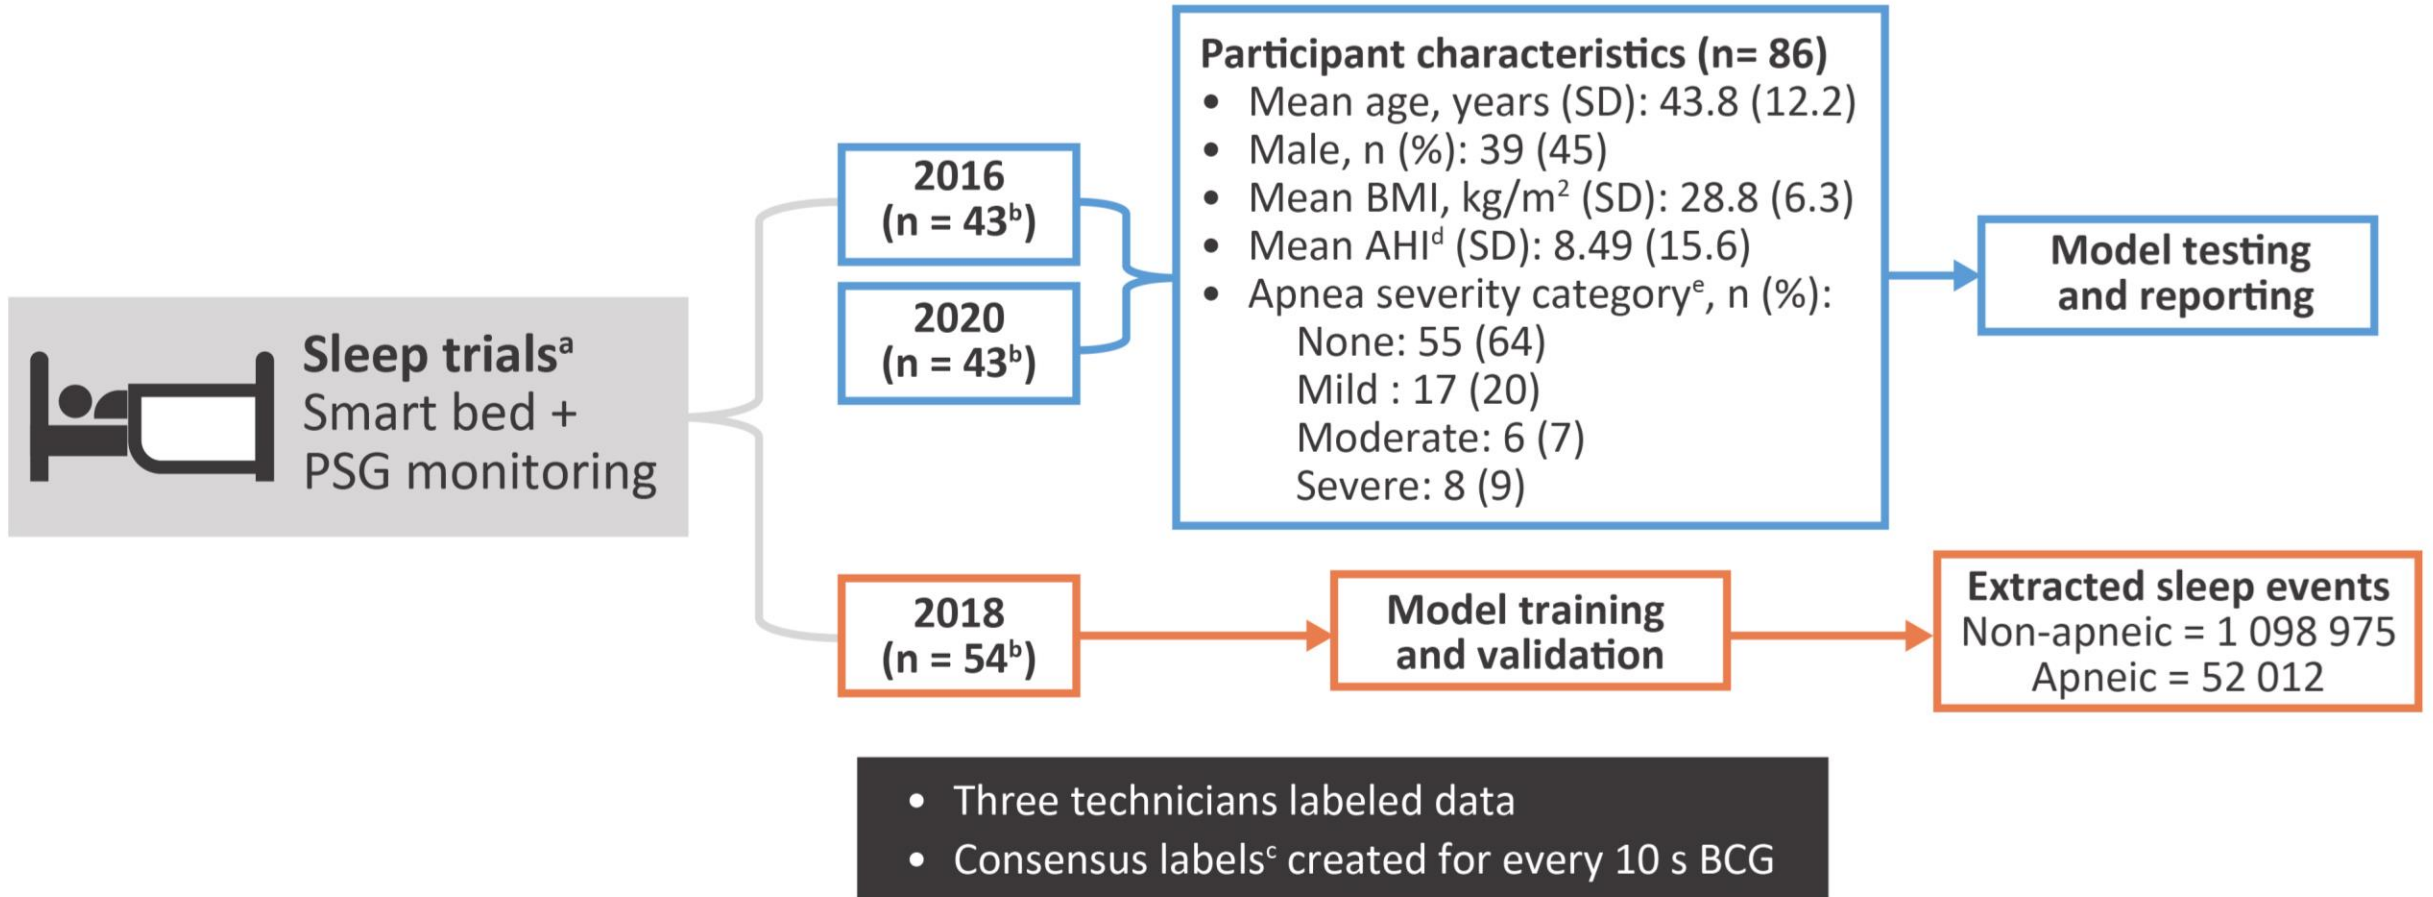 Sleep trialsᵃ
Smart bed +
PSG monitoring
2016
(n = 43ᵇ)
2020
(n = 43ᵇ)
Participant characteristics (n= 86)
• Mean age, years (SD): 43.8 (12.2)
• Male, n (%): 39 (45)
• Mean BMI, kg/m² (SD): 28.8 (6.3)
• Mean AHIᵈ (SD): 8.49 (15.6)
• Apnea severity categoryᵉ, n (%):
None: 55 (64)
Mild : 17 (20)
Moderate: 6 (7)
Severe: 8 (9)
Model testing
and reporting
2018
(n = 54ᵇ)
Model training
and validation
Extracted sleep events
Non-apneic = 1 098 975
Apneic = 52 012
• Three technicians labeled data
• Consensus labelsᶜ created for every 10 s BCG